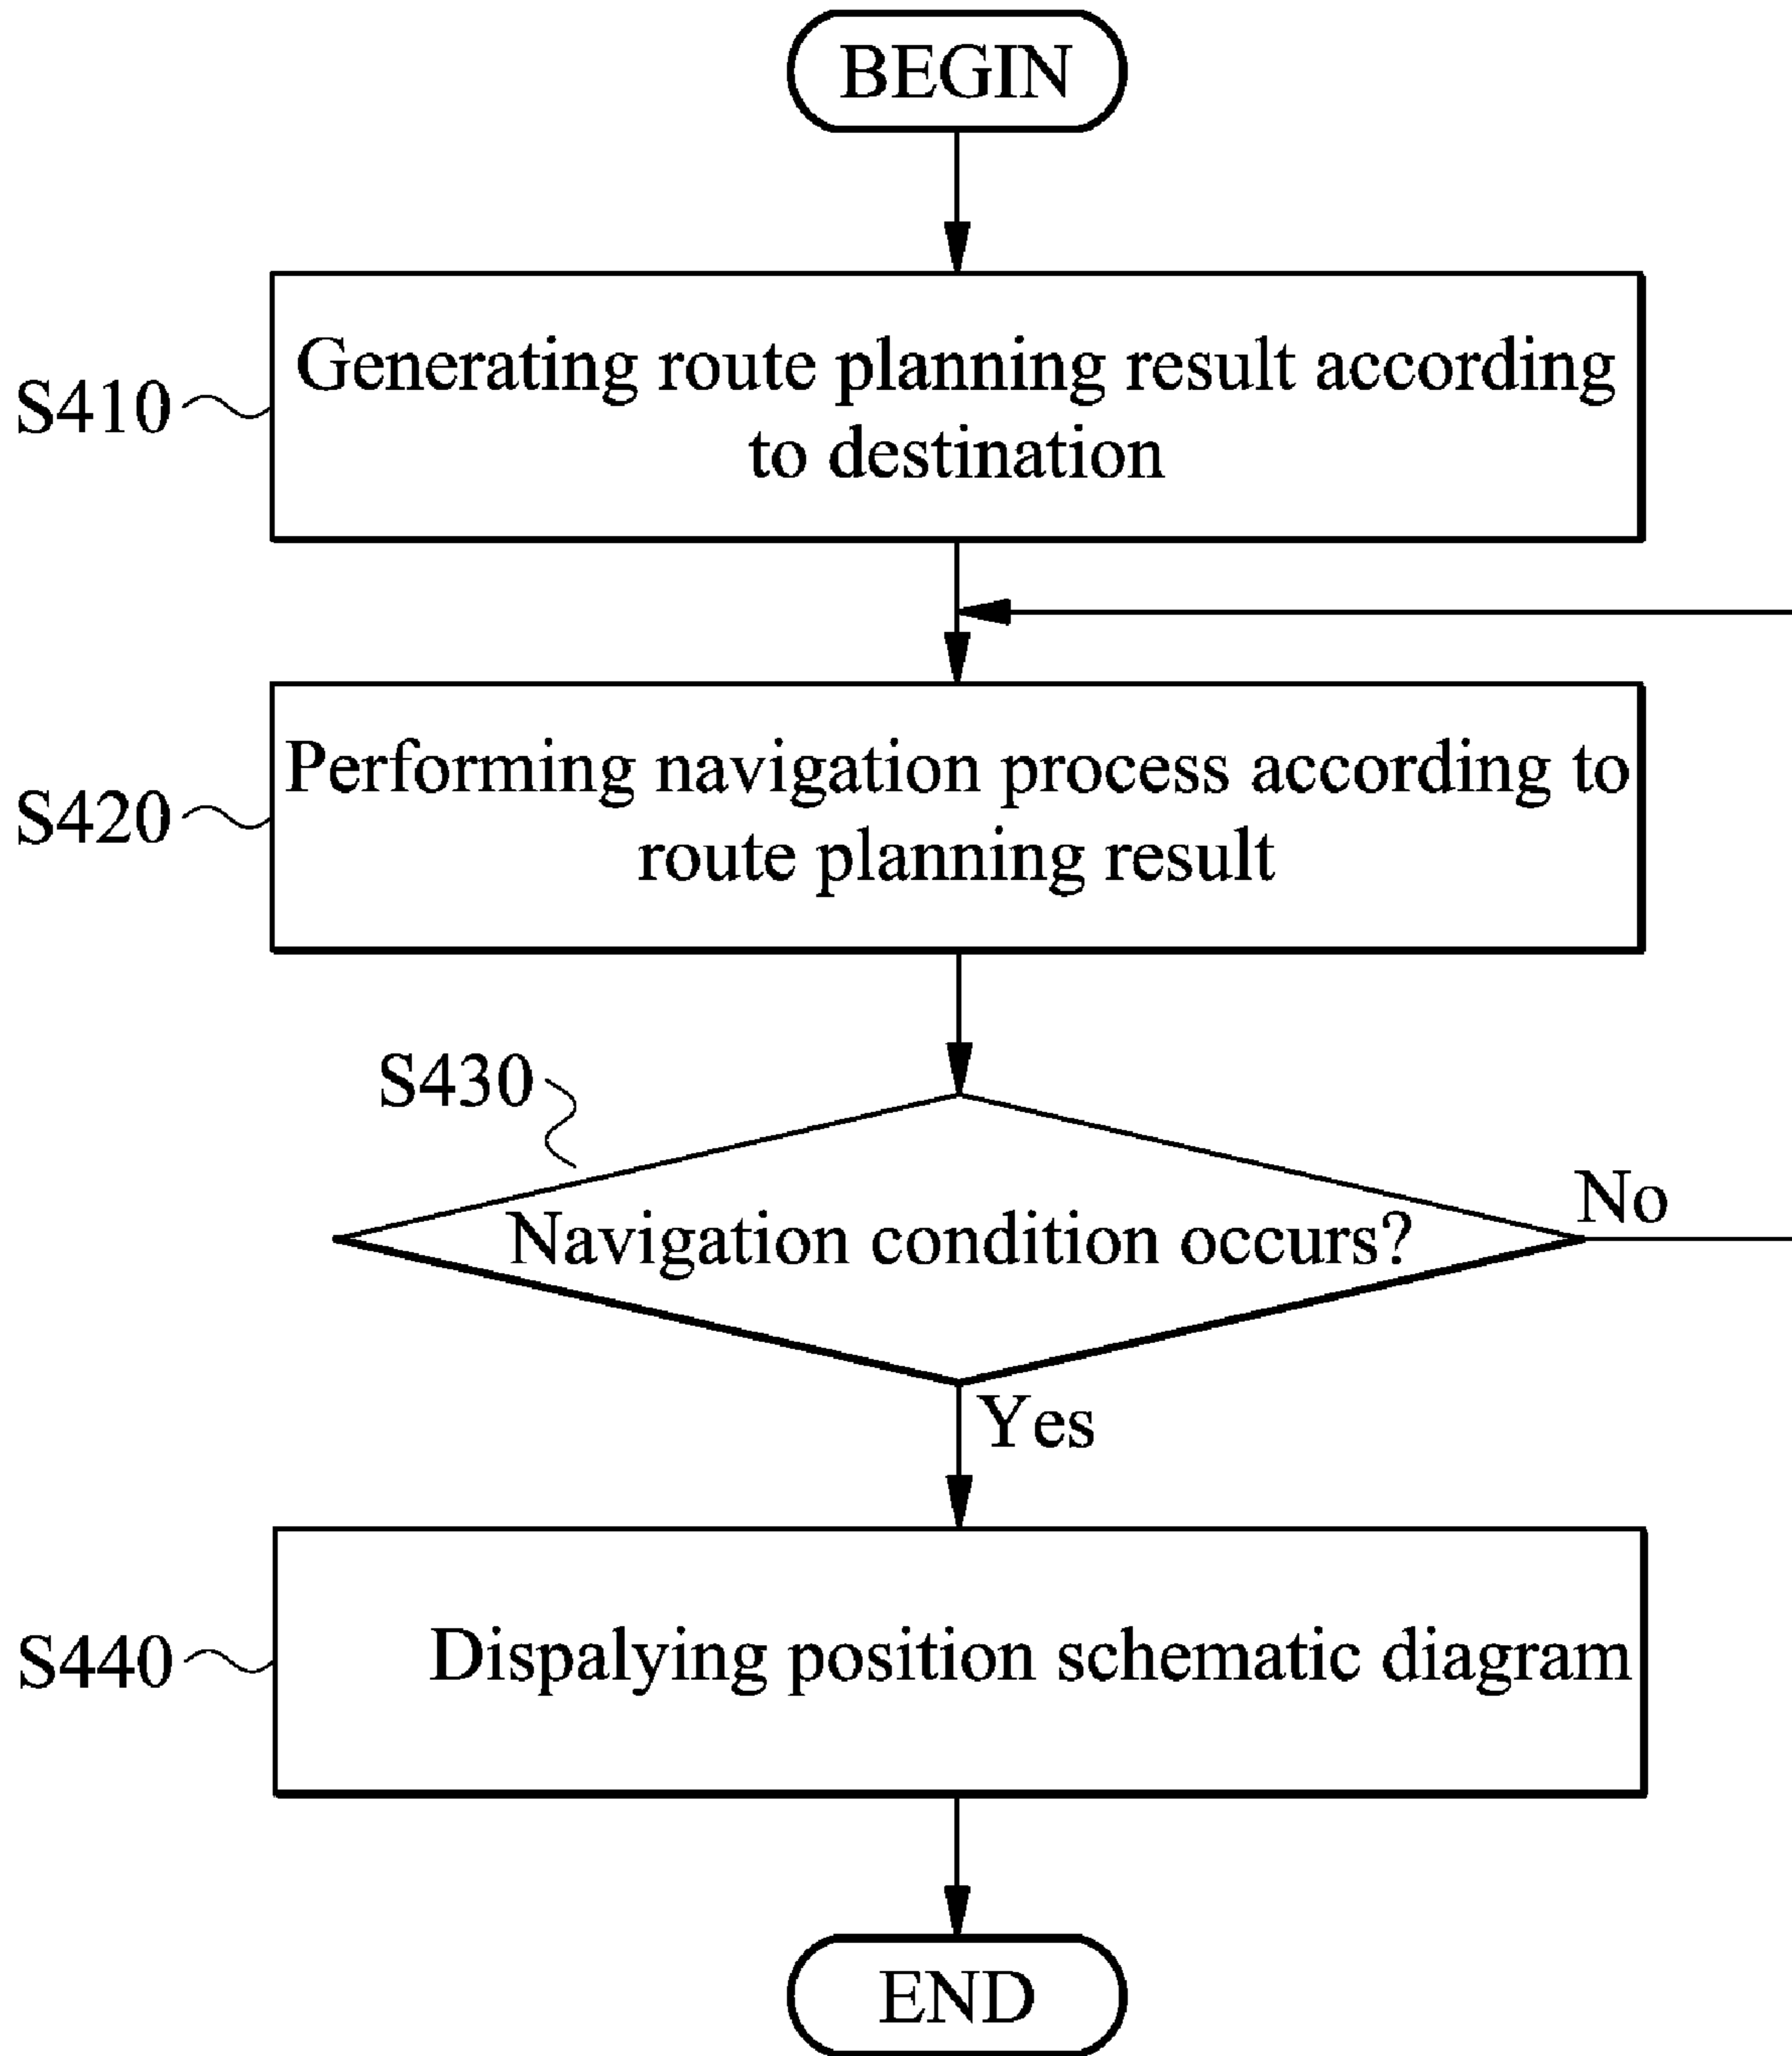 BEGIN
S410
Generating route planning result according
to destination
S420
Performing navigation process according to
route planning result
S430
Navigation condition occurs?
No
Yes
S440
Dispalying position schematic diagram
END